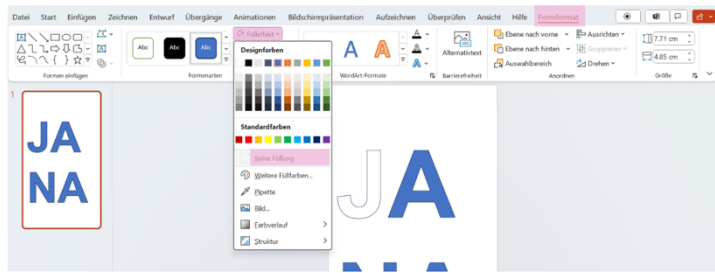 Datei Start Einfügen Zeichnen Entwurf Übergänge Animationen Bildschirmpräsentation Aufzeichnen Überprüfen Ansicht Hilfe Formformat
Abc Abc Abc
Fülleffekt
Designfarben
Standardfarben
Keine Füllung
Weitere Füllfarben...
Pipette
Bild...
Farbverlauf
Struktur
A A A A A
Alternativtext
Ebene nach vorne
Ebene nach hinten
Auswahlbereich
Ausrichten
Gruppieren
Drehen
7.71 cm
4.85 cm
Formen einfügen Formenarten WordArt-Formate Barrierefreiheit Anordnen Größe
1
JA
NA
JA
NA